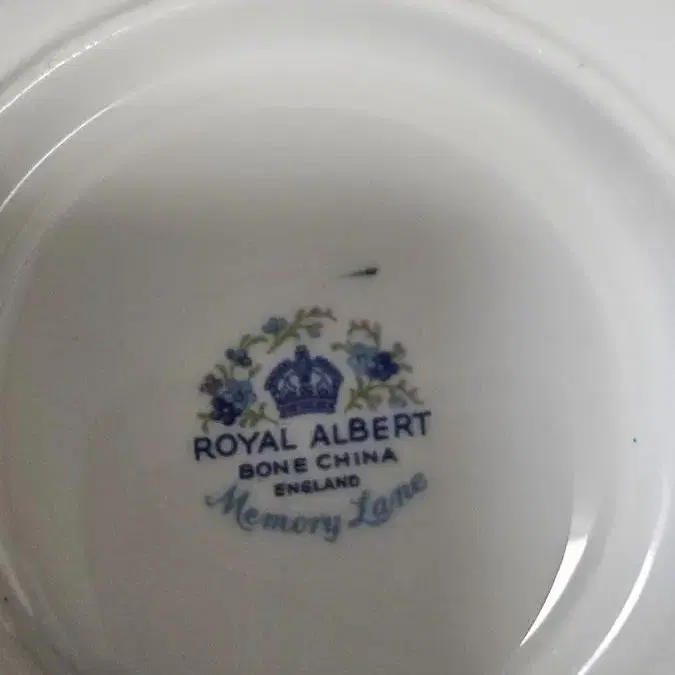 ROYAL ALBERT
BONE CHINA
ENGLAND
Memory Lane